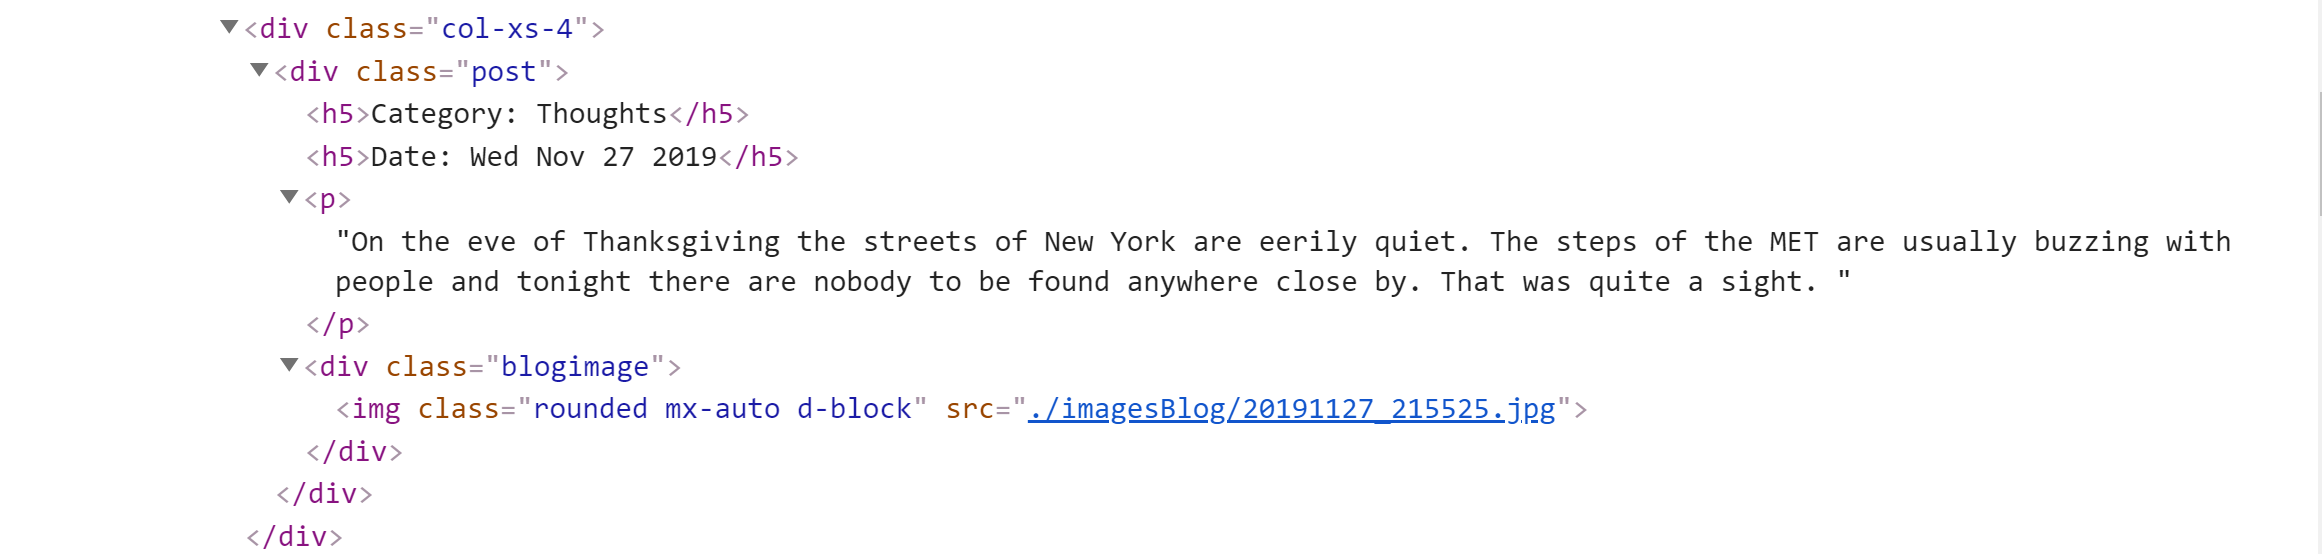 <div class="col-xs-4">
<div class="post">
<h5>Category: Thoughts</h5>
<h5>Date: Wed Nov 27 2019</h5>
<p>
"On the eve of Thanksgiving the streets of New York are eerily quiet. The steps of the MET are usually buzzing with
people and tonight there are nobody to be found anywhere close by. That was quite a sight. "
</p>
<div class="blogimage">
<img class="rounded mx-auto d-block" src="./imagesBlog/20191127_215525.jpg">
</div>
</div>
</div>